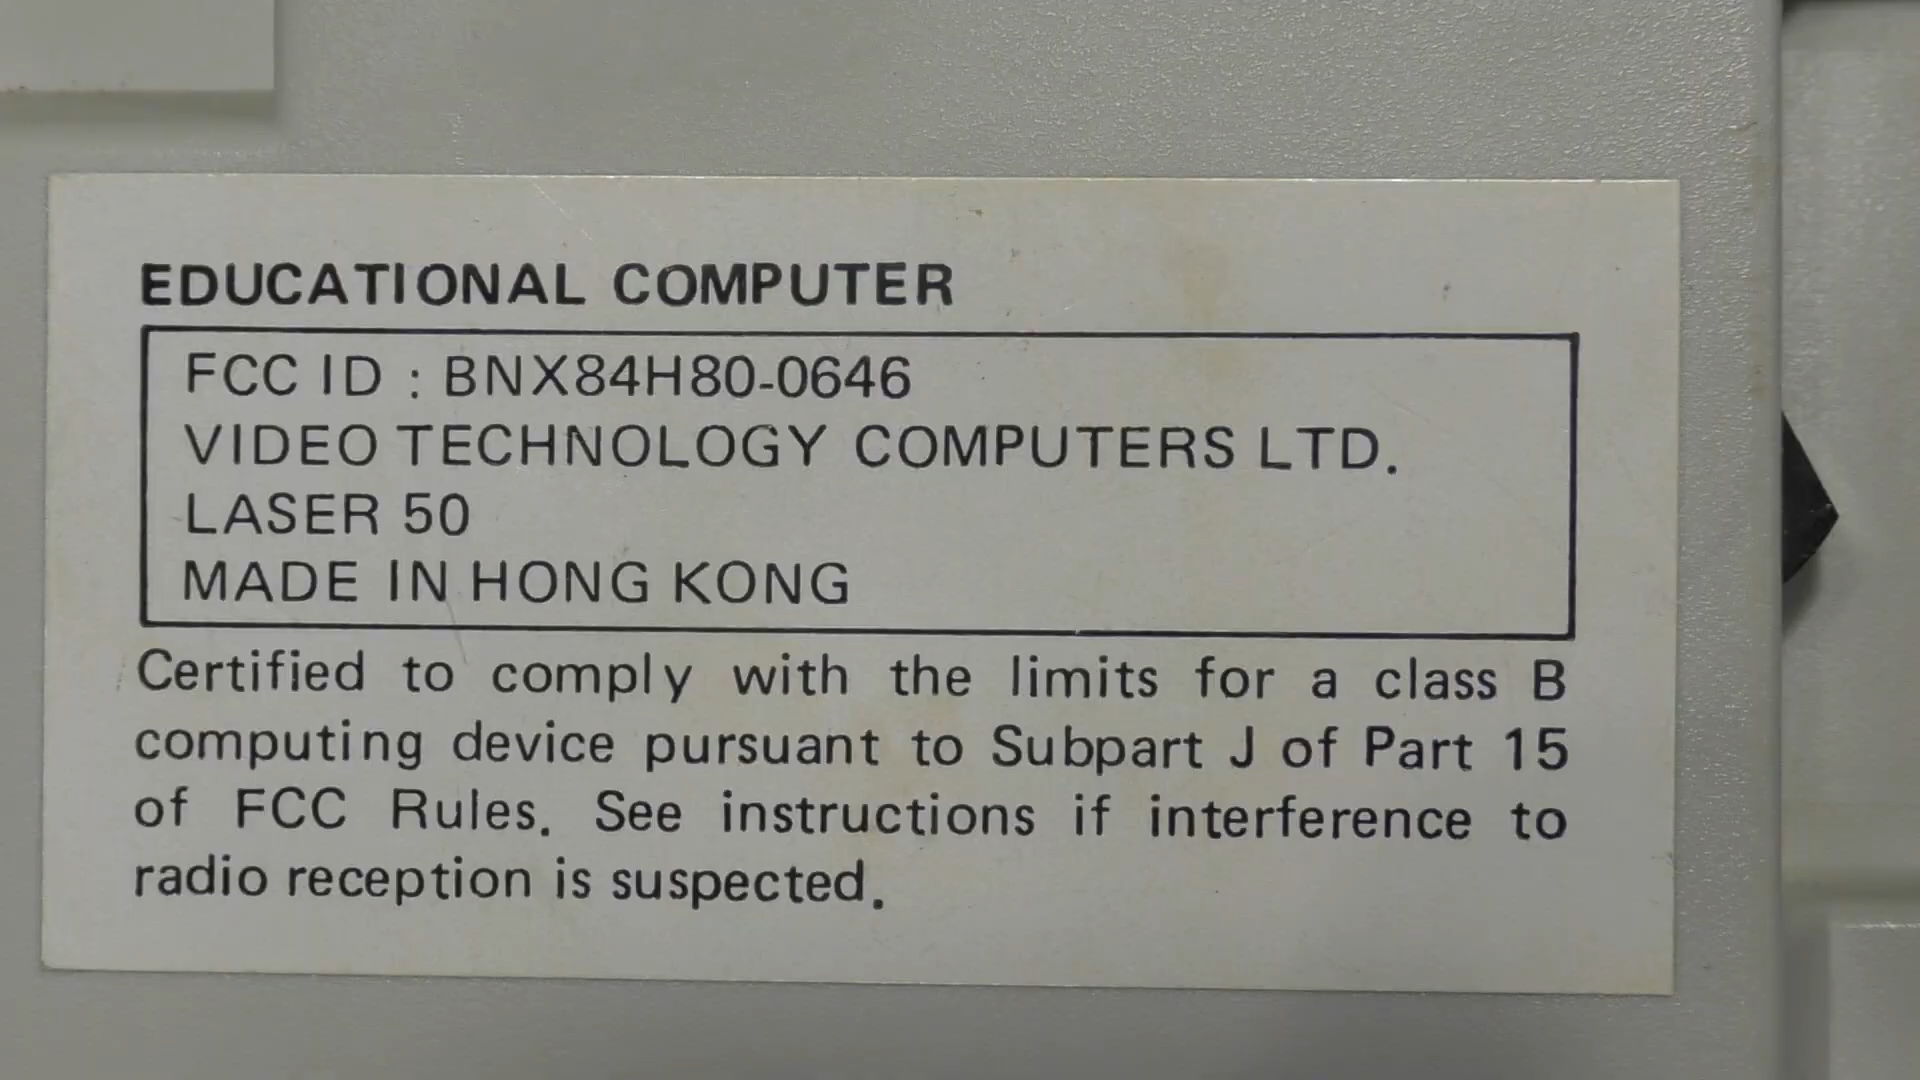 EDUCATIONAL COMPUTER
FCC ID : BNX84H80-0646
VIDEO TECHNOLOGY COMPUTERS LTD.
LASER 50
MADE IN HONG KONG
Certified to comply with the limits for a class B
computing device pursuant to Subpart J of Part 15
of FCC Rules. See instructions if interference to
radio reception is suspected.